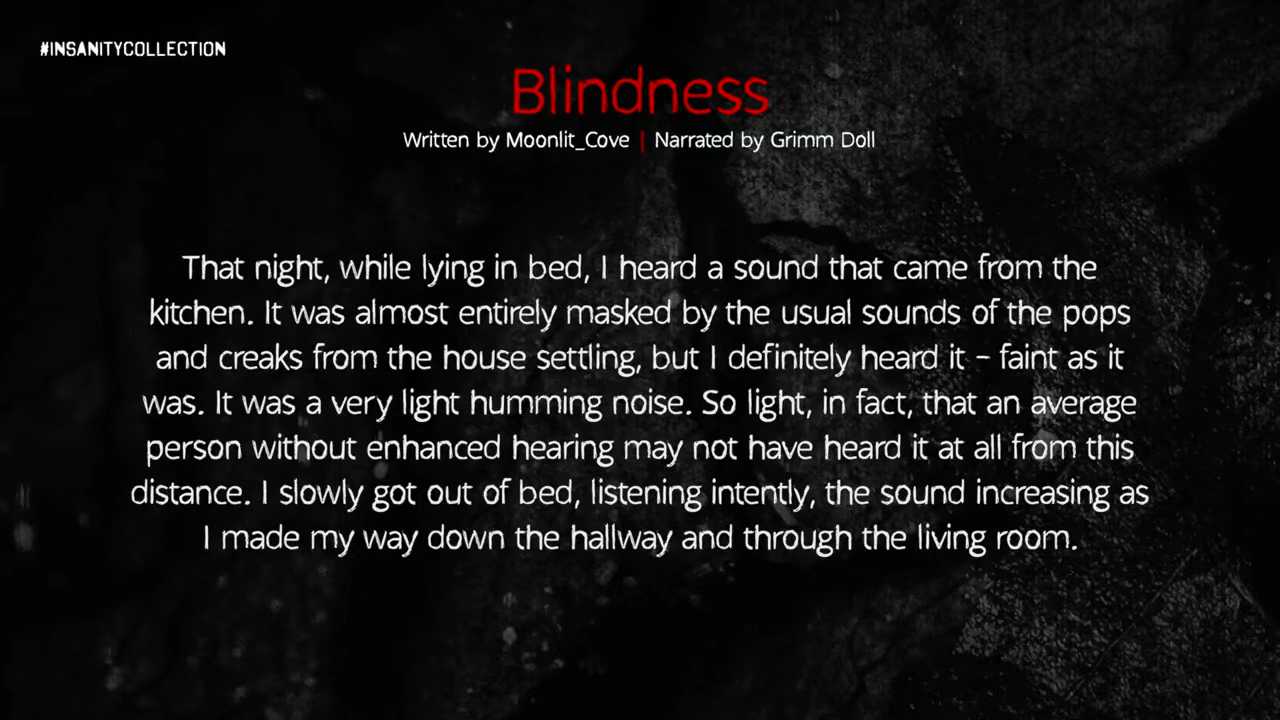 #INSANITYCOLLECTION
Blindness
Written by Moonlit_Cove | Narrated by Grimm Doll
That night, while lying in bed, I heard a sound that came from the
kitchen. It was almost entirely masked by the usual sounds of the pops
and creaks from the house settling, but I definitely heard it – faint as it
was. It was a very light humming noise. So light, in fact, that an average
person without enhanced hearing may not have heard it at all from this
distance. I slowly got out of bed, listening intently, the sound increasing as
I made my way down the hallway and through the living room.